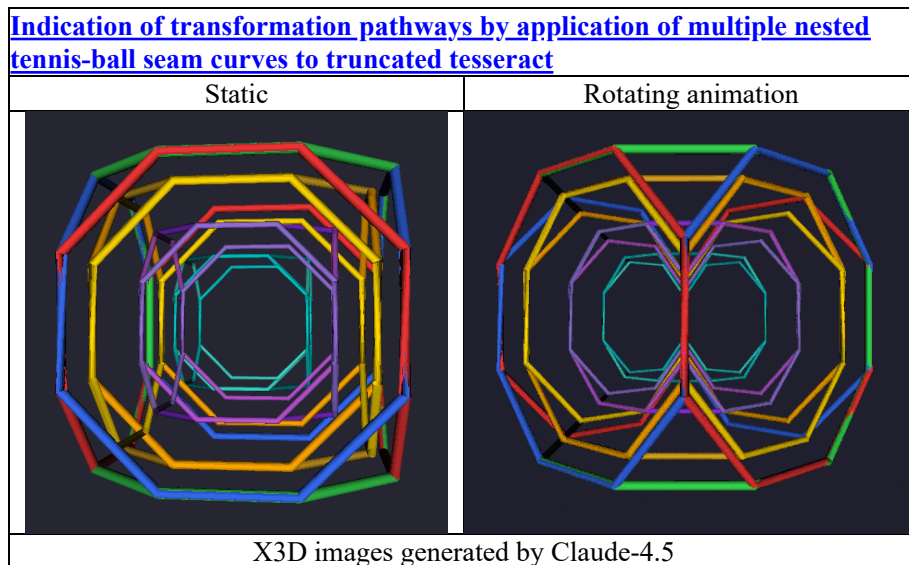 Indication of transformation pathways by application of multiple nested
tennis-ball seam curves to truncated tesseract
Static
Rotating animation
X3D images generated by Claude-4.5